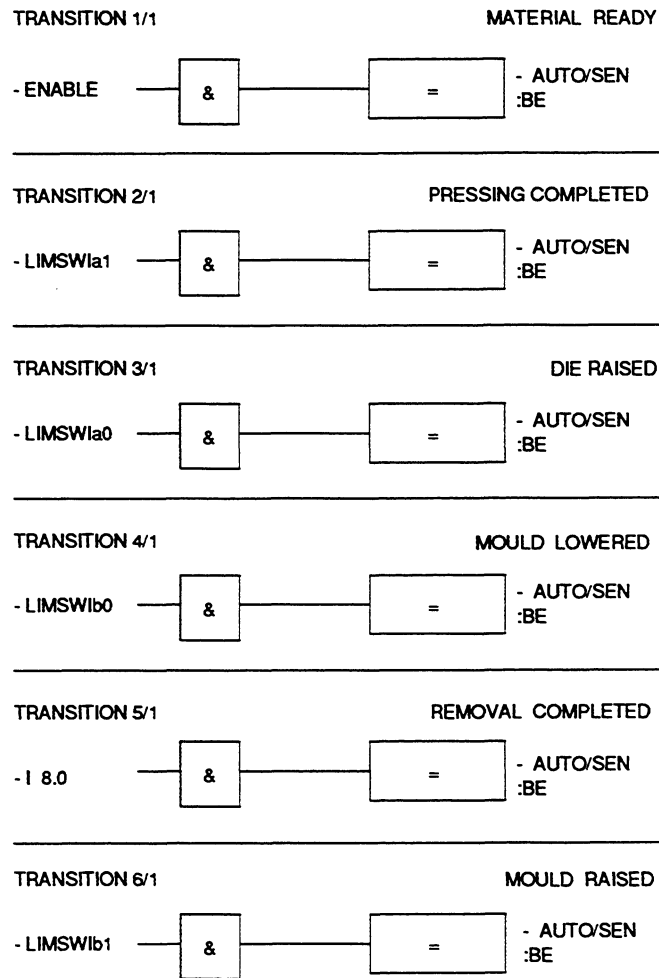 TRANSITION 1/1 MATERIAL READY
- ENABLE & = - AUTO/SEN
:BE
TRANSITION 2/1 PRESSING COMPLETED
- LIMSWIa1 & = - AUTO/SEN
:BE
TRANSITION 3/1 DIE RAISED
- LIMSWIa0 & = - AUTO/SEN
:BE
TRANSITION 4/1 MOULD LOWERED
- LIMSWIb0 & = - AUTO/SEN
:BE
TRANSITION 5/1 REMOVAL COMPLETED
- I 8.0 & = - AUTO/SEN
:BE
TRANSITION 6/1 MOULD RAISED
- LIMSWIb1 & = - AUTO/SEN
:BE